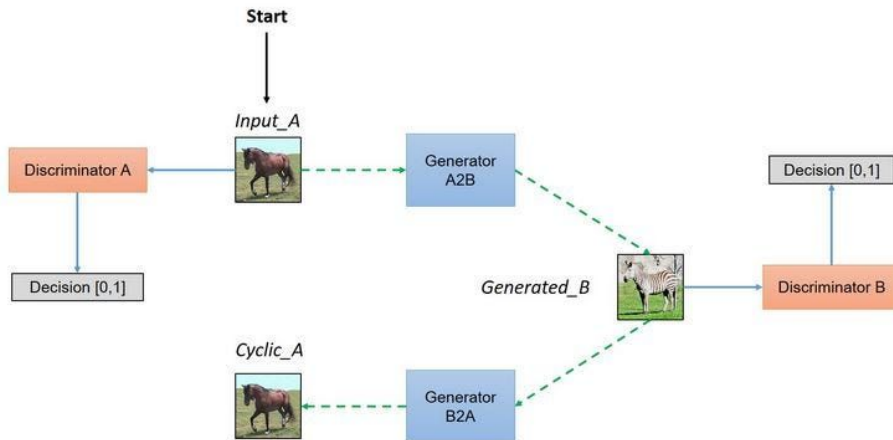 Start
Input_A
Discriminator A
Generator
A2B
Decision [0,1]
Decision [0,1]
Generated_B
Discriminator B
Cyclic_A
Generator
B2A